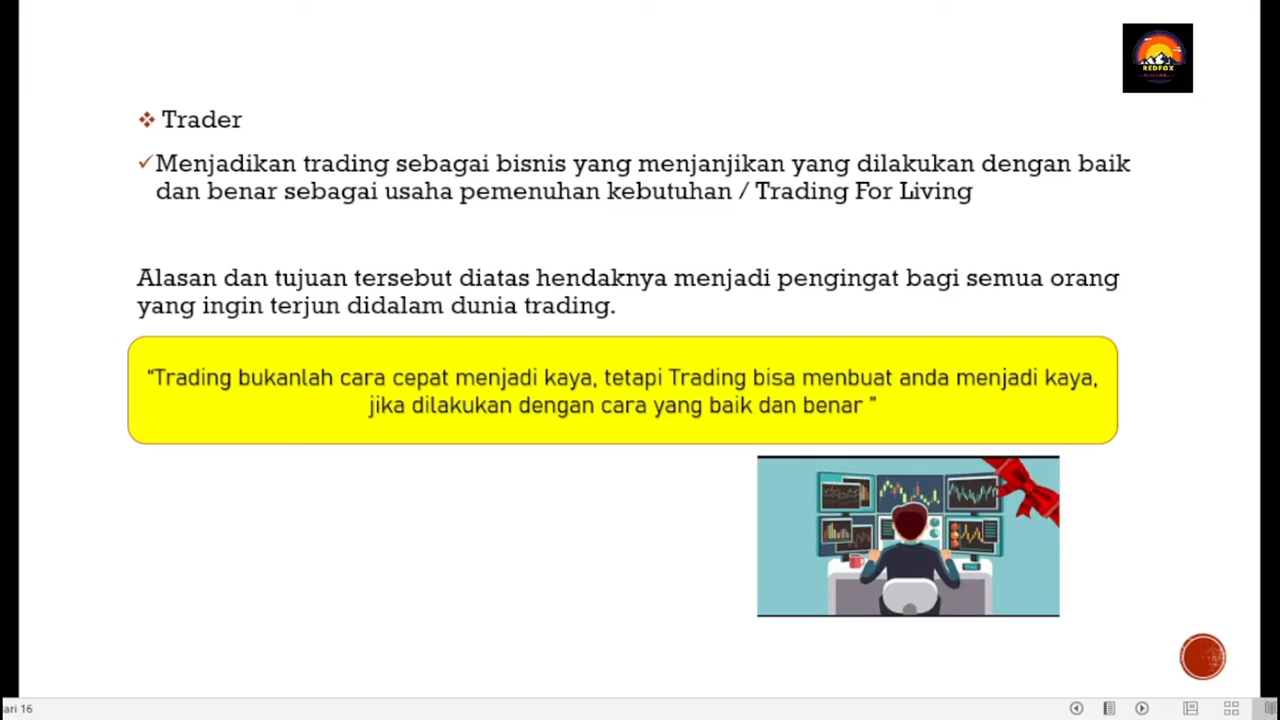 REDFOX
❖ Trader
✓Menjadikan trading sebagai bisnis yang menjanjikan yang dilakukan dengan baik
dan benar sebagai usaha pemenuhan kebutuhan / Trading For Living
Alasan dan tujuan tersebut diatas hendaknya menjadi pengingat bagi semua orang
yang ingin terjun didalam dunia trading.
"Trading bukanlah cara cepat menjadi kaya, tetapi Trading bisa menbuat anda menjadi kaya,
jika dilakukan dengan cara yang baik dan benar "
ari 16